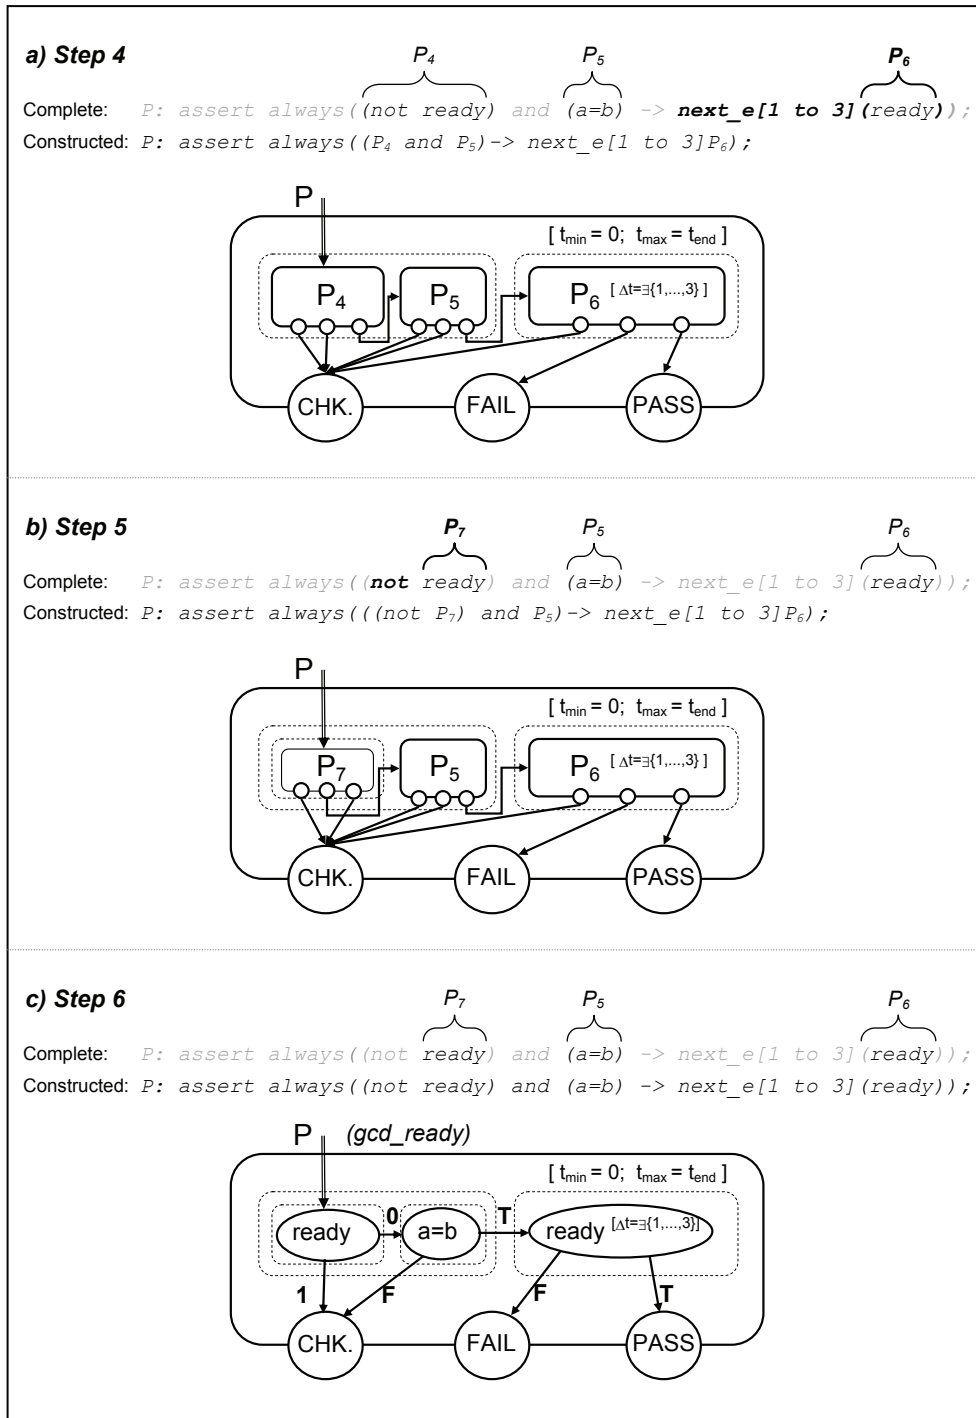 a) Step 4
P4 P5 P6
Complete: P: assert always((not ready) and (a=b) -> next_e[1 to 3](ready));
Constructed: P: assert always((P4 and P5)-> next_e[1 to 3]P6);
P
[ tmin = 0; tmax = tend ]
P4 P5 P6 [ Δt=∃{1,...,3} ]
CHK. FAIL PASS
b) Step 5
P7 P5 P6
Complete: P: assert always((not ready) and (a=b) -> next_e[1 to 3](ready));
Constructed: P: assert always(((not P7) and P5)-> next_e[1 to 3]P6);
P
[ tmin = 0; tmax = tend ]
P7 P5 P6 [ Δt=∃{1,...,3} ]
CHK. FAIL PASS
c) Step 6
P7 P5 P6
Complete: P: assert always((not ready) and (a=b) -> next_e[1 to 3](ready));
Constructed: P: assert always((not ready) and (a=b) -> next_e[1 to 3](ready));
P (gcd_ready)
[ tmin = 0; tmax = tend ]
0 T
ready a=b ready [Δt=∃{1,...,3}]
1 F F T
CHK. FAIL PASS